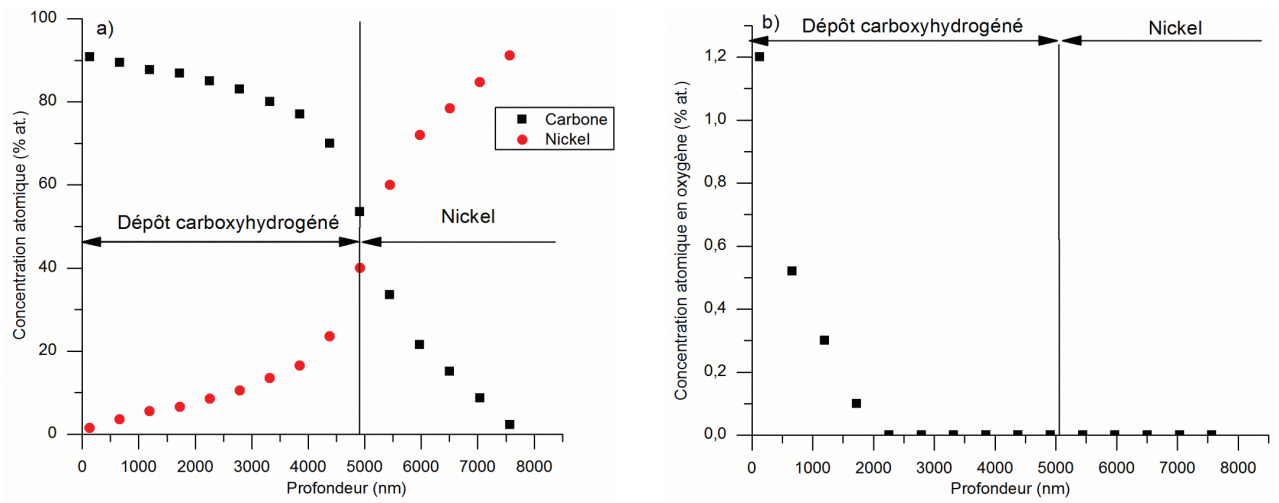 a)
Concentration atomique (% at.)
100
80
60
40
20
0
Carbone
Nickel
Dépôt carboxyhydrogéné
Nickel
0 1000 2000 3000 4000 5000 6000 7000 8000
Profondeur (nm)
b)
Dépôt carboxyhydrogéné
Nickel
Concentration atomique en oxygène (% at.)
1,2
1,0
0,8
0,6
0,4
0,2
0,0
0 1000 2000 3000 4000 5000 6000 7000 8000
Profondeur (nm)